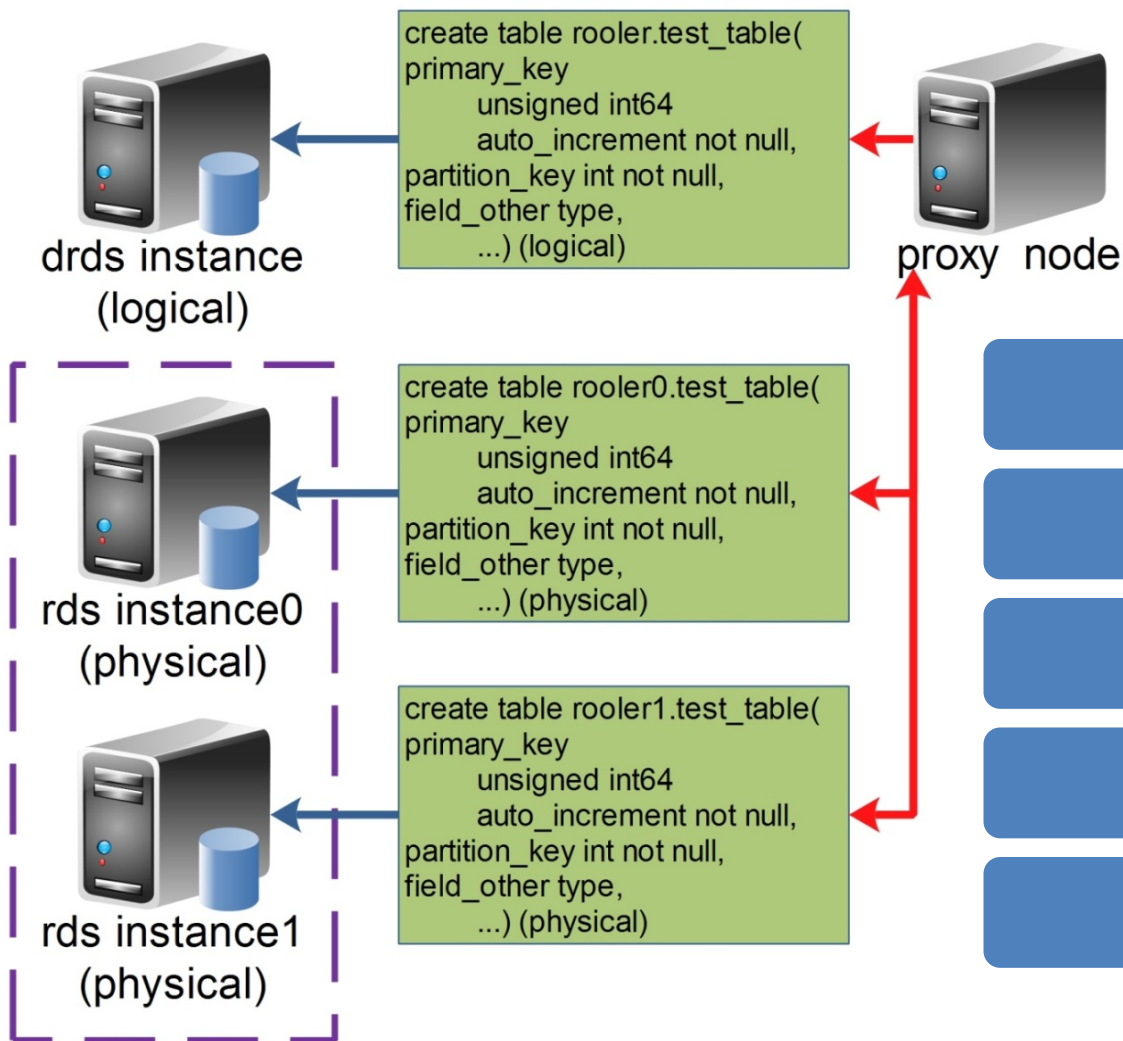 create table rooler.test_table(
primary_key
unsigned int64
auto_increment not null,
partition_key int not null,
field_other type,
...) (logical)
drds instance
(logical)
proxy node
create table rooler0.test_table(
primary_key
unsigned int64
auto_increment not null,
partition_key int not null,
field_other type,
...) (physical)
rds instance0
(physical)
create table rooler1.test_table(
primary_key
unsigned int64
auto_increment not null,
partition_key int not null,
field_other type,
...) (physical)
rds instance1
(physical)